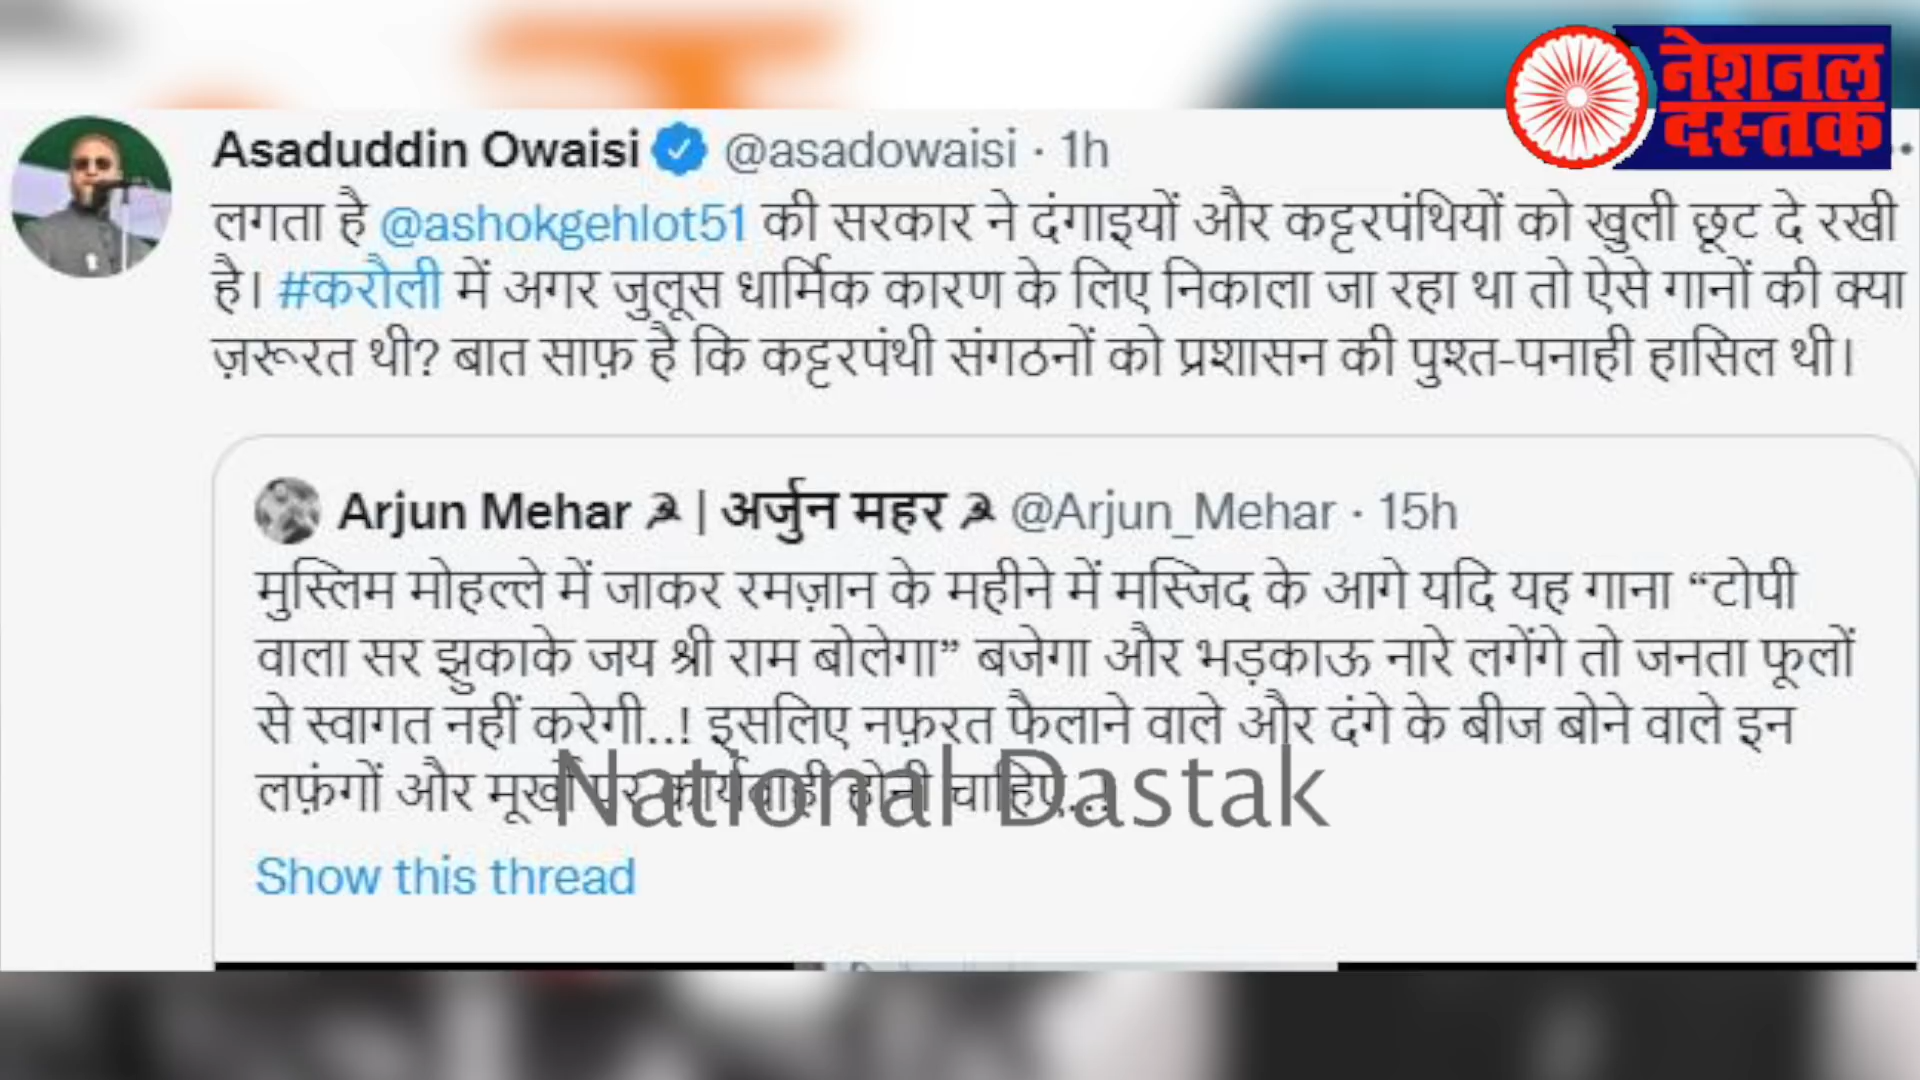 नेशनल
दस्तक
Asaduddin Owaisi @asadowaisi · 1h
लगता है @ashokgehlot51 की सरकार ने दंगाइयों और कट्टरपंथियों को खुली छूट दे रखी
है। #करौली में अगर जुलूस धार्मिक कारण के लिए निकाला जा रहा था तो ऐसे गानों की क्या
ज़रूरत थी? बात साफ़ है कि कट्टरपंथी संगठनों को प्रशासन की पुश्त-पनाही हासिल थी।
Arjun Mehar ☭ | अर्जुन महर ☭ @Arjun_Mehar · 15h
मुस्लिम मोहल्ले में जाकर रमज़ान के महीने में मस्जिद के आगे यदि यह गाना “टोपी
वाला सर झुकाके जय श्री राम बोलेगा” बजेगा और भड़काऊ नारे लगेंगे तो जनता फूलों
से स्वागत नहीं करेगी..! इसलिए नफ़रत फैलाने वाले और दंगे के बीज बोने वाले इन
लफ़ंगों और मूर्खों पर कार्यवाही होनी चाहिए..!
National Dastak
Show this thread